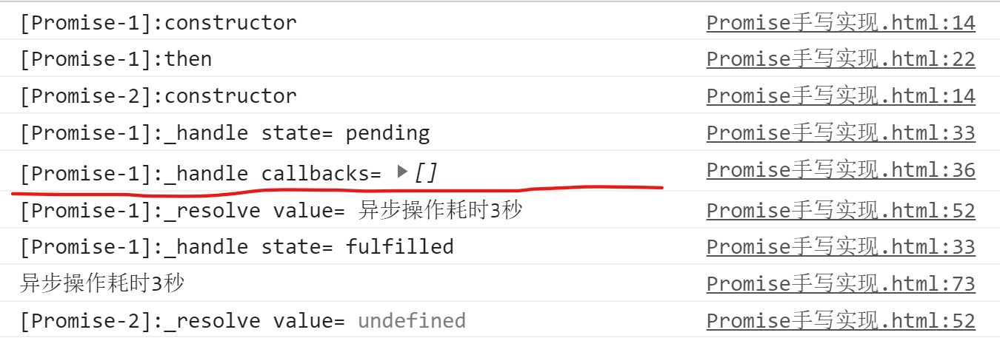 [Promise-1]:constructor Promise手写实现.html:14
[Promise-1]:then Promise手写实现.html:22
[Promise-2]:constructor Promise手写实现.html:14
[Promise-1]:_handle state= pending Promise手写实现.html:33
[Promise-1]:_handle callbacks= ▶[] Promise手写实现.html:36
[Promise-1]:_resolve value= 异步操作耗时3秒 Promise手写实现.html:52
[Promise-1]:_handle state= fulfilled Promise手写实现.html:33
异步操作耗时3秒 Promise手写实现.html:73
[Promise-2]:_resolve value= undefined Promise手写实现.html:52